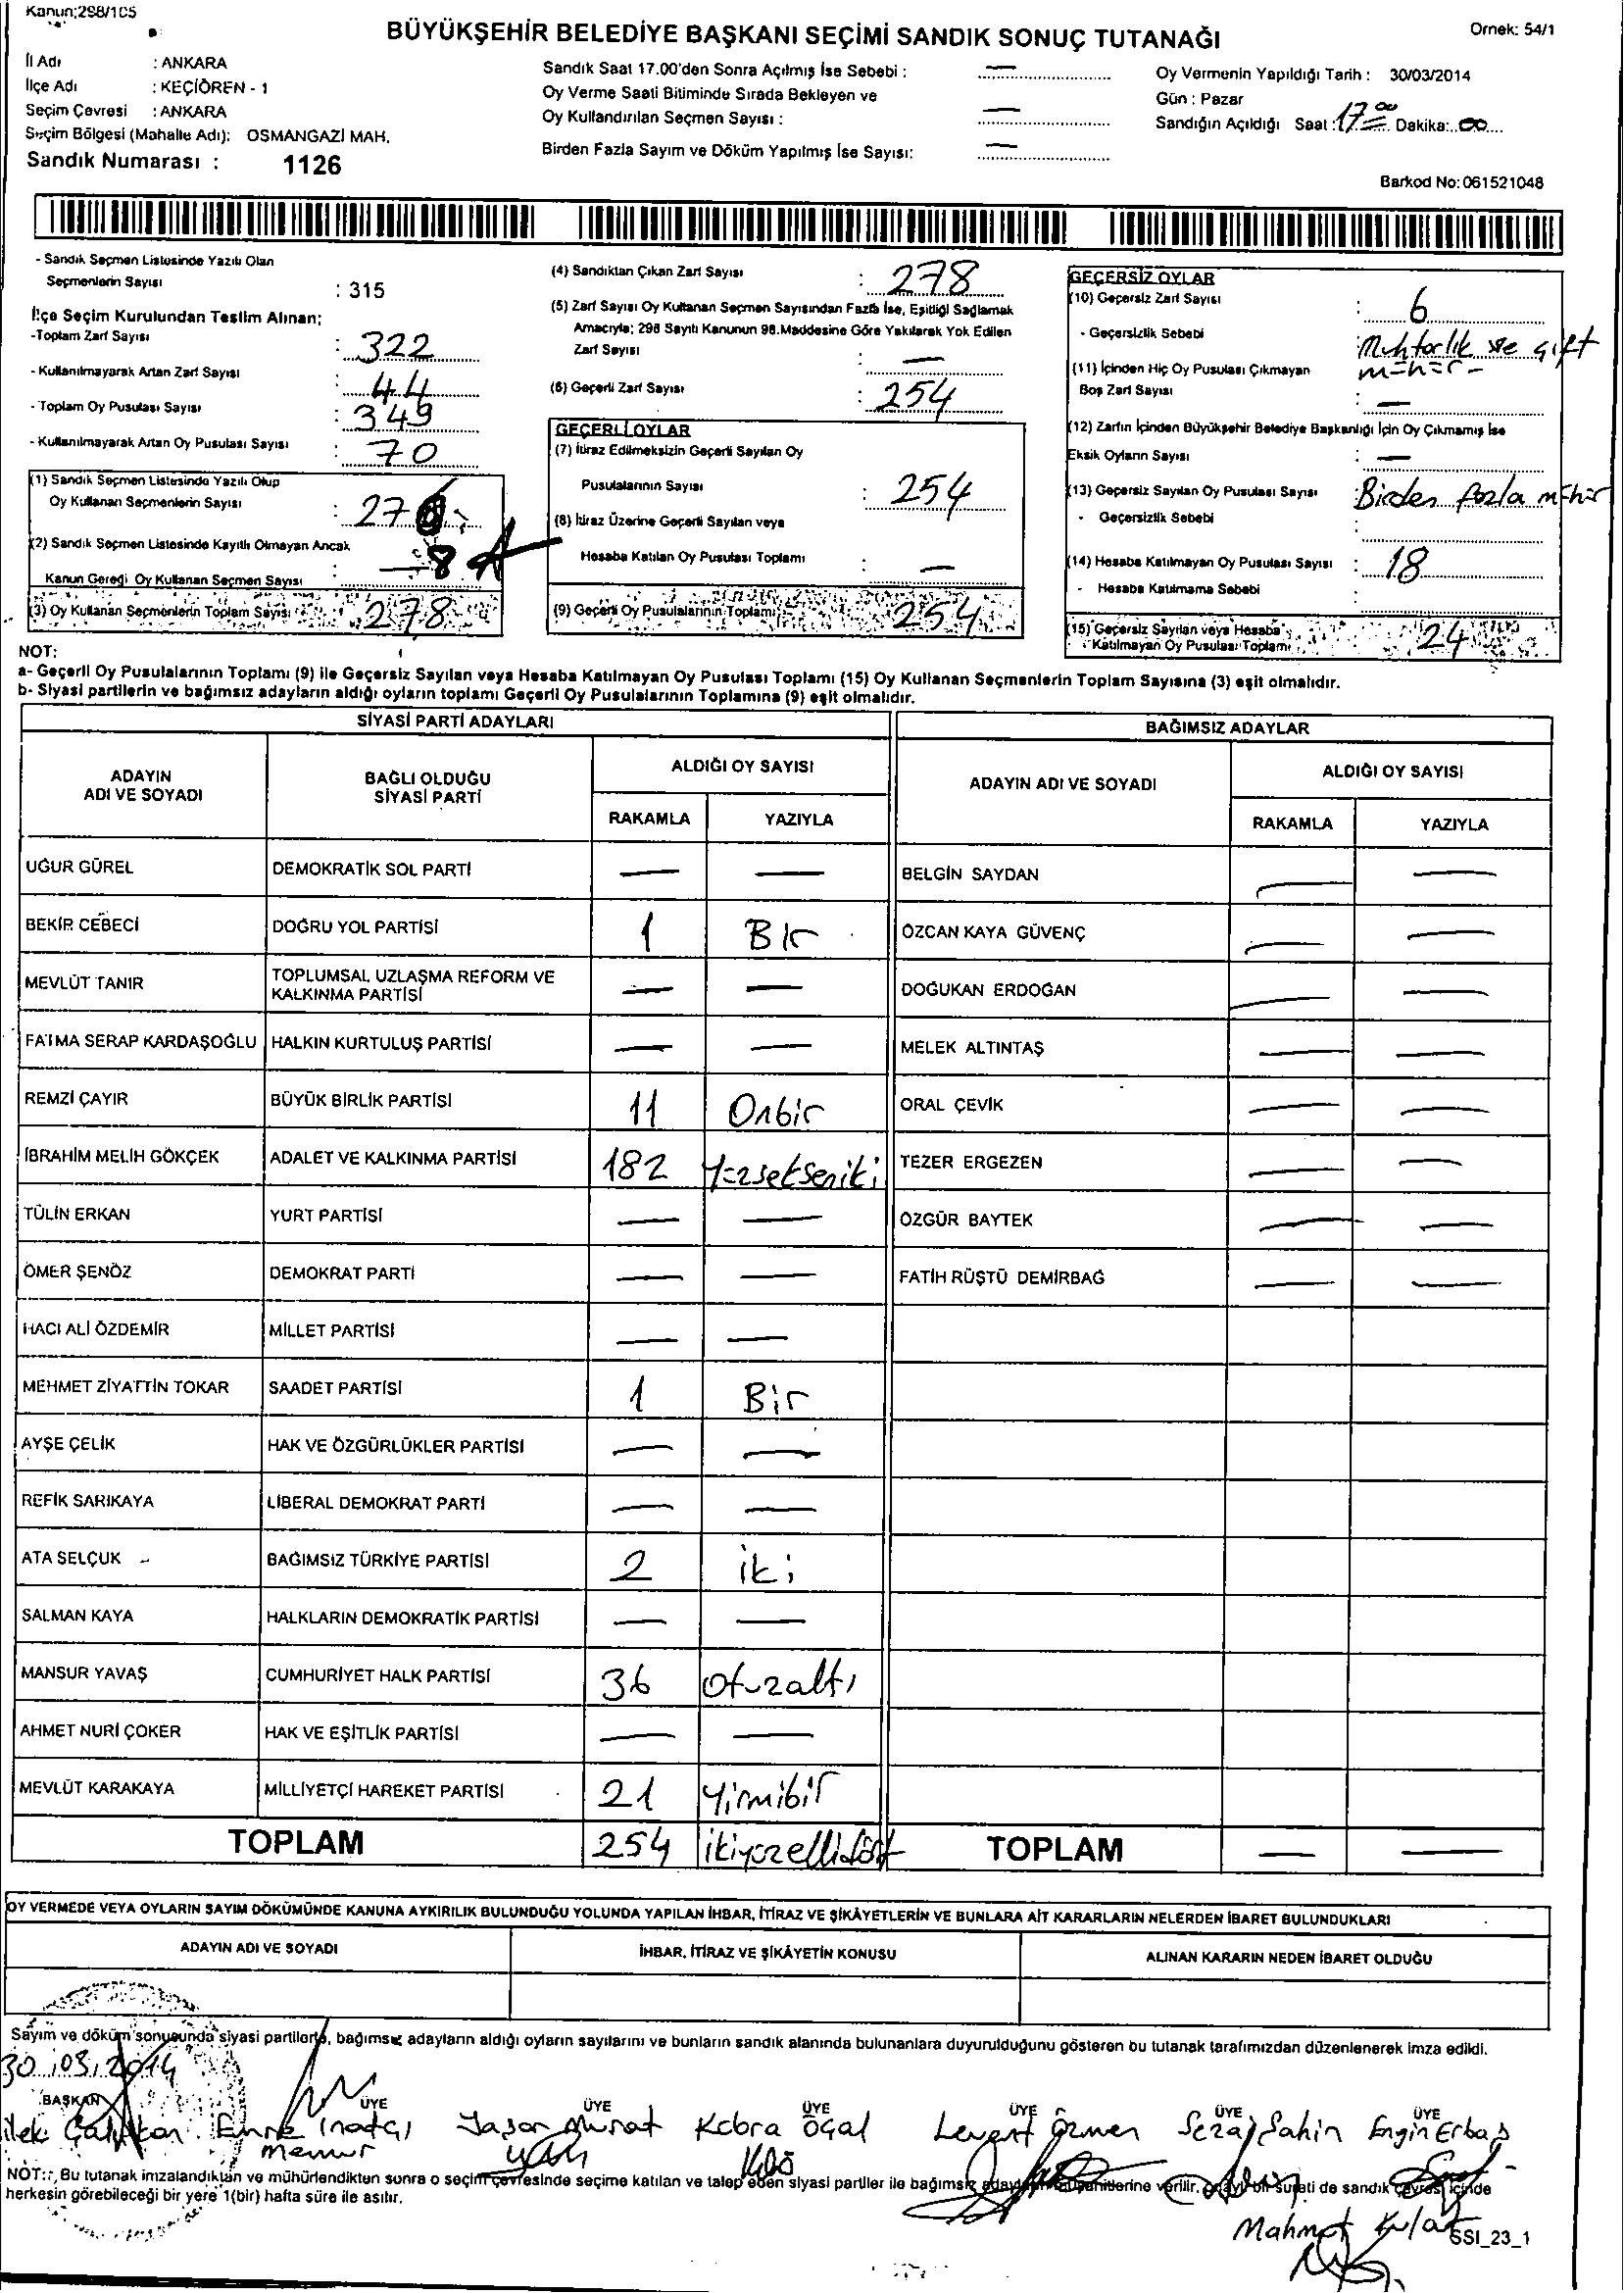 Kanun;298/105
BÜYÜKŞEHİR BELEDİYE BAŞKANI SEÇİMİ SANDIK SONUÇ TUTANAĞI
Örnek: 54/1
İl Adı : ANKARA
İlçe Adı : KEÇİÖREN - 1
Seçim Çevresi : ANKARA
Seçim Bölgesi (Mahalle Adı): OSMANGAZİ MAH.
Sandık Numarası : 1126
Sandık Saat 17.00'den Sonra Açılmış İse Sebebi : —
Oy Verme Saati Bitiminde Sırada Bekleyen ve
Oy Kullandırılan Seçmen Sayısı : —
Birden Fazla Sayım ve Döküm Yapılmış İse Sayısı: —
Oy Vermenin Yapıldığı Tarih : 30/03/2014
Gün : Pazar
Sandığın Açıldığı Saat : 17 00 Dakika: 00
Barkod No: 061521048
- Sandık Seçmen Listesinde Yazılı Olan
Seçmenlerin Sayısı : 315
İlçe Seçim Kurulundan Teslim Alınan;
-Toplam Zarf Sayısı : 322
- Kullanılmayarak Artan Zarf Sayısı : 44
- Toplam Oy Pusulası Sayısı : 349
- Kullanılmayarak Artan Oy Pusulası Sayısı : 70
(1) Sandık Seçmen Listesinde Yazılı Olup
Oy Kullanan Seçmenlerin Sayısı :
(2) Sandık Seçmen Listesinde Kayıtlı Olmayan Ancak
Kanun Gereği Oy Kullanan Seçmen Sayısı :
(3) Oy Kullanan Seçmenlerin Toplam Sayısı : 278
(4) Sandıktan Çıkan Zarf Sayısı : 278
(5) Zarf Sayısı Oy Kullanan Seçmen Sayısından Fazla İse, Eşitliği Sağlamak
Amacıyla; 298 Sayılı Kanunun 98.Maddesine Göre Yakılarak Yok Edilen
Zarf Sayısı : —
(6) Geçerli Zarf Sayısı : 254
GEÇERLİ OYLAR
(7) İtiraz Edilmeksizin Geçerli Sayılan Oy
Pusulalarının Sayısı : 254
(8) İtiraz Üzerine Geçerli Sayılan veya
Hesaba Katılan Oy Pusulası Toplamı : —
(9) Geçerli Oy Pusulalarının Toplamı : 254
GEÇERSİZ OYLAR
(10) Geçersiz Zarf Sayısı : 6
- Geçersizlik Sebebi : Muhtarlık ve çift
mühür
(11) İçinden Hiç Oy Pusulası Çıkmayan
Boş Zarf Sayısı : —
(12) Zarfın İçinden Büyükşehir Belediye Başkanlığı İçin Oy Çıkmamış İse
Eksik Oyların Sayısı : —
(13) Geçersiz Sayılan Oy Pusulası Sayısı : Birden fazla mühür
- Geçersizlik Sebebi :
(14) Hesaba Katılmayan Oy Pusulası Sayısı : 18
- Hesaba Katılmama Sebebi :
(15) Geçersiz Sayılan veya Hesaba
Katılmayan Oy Pusulası Toplamı : 24
NOT:
a- Geçerli Oy Pusulalarının Toplamı (9) ile Geçersiz Sayılan veya Hesaba Katılmayan Oy Pusulası Toplamı (15) Oy Kullanan Seçmenlerin Toplam Sayısına (3) eşit olmalıdır.
b- Siyasi partilerin ve bağımsız adayların aldığı oyların toplamı Geçerli Oy Pusulalarının Toplamına (9) eşit olmalıdır.
SİYASİ PARTİ ADAYLARI
BAĞIMSIZ ADAYLAR
ADAYIN ADI VE SOYADI
BAĞLI OLDUĞU SİYASİ PARTİ
ALDIĞI OY SAYISI
RAKAMLA YAZIYLA
ADAYIN ADI VE SOYADI
ALDIĞI OY SAYISI
RAKAMLA YAZIYLA
UĞUR GÜREL DEMOKRATİK SOL PARTİ — — BELGİN SAYDAN — —
BEKİR CEBECİ DOĞRU YOL PARTİSİ 1 Bir ÖZCAN KAYA GÜVENÇ — —
MEVLÜT TANIR TOPLUMSAL UZLAŞMA REFORM VE KALKINMA PARTİSİ — — DOĞUKAN ERDOĞAN — —
FATMA SERAP KARDAŞOĞLU HALKIN KURTULUŞ PARTİSİ — — MELEK ALTINTAŞ — —
REMZİ ÇAYIR BÜYÜK BİRLİK PARTİSİ 11 Onbir ORAL ÇEVİK — —
İBRAHİM MELİH GÖKÇEK ADALET VE KALKINMA PARTİSİ 182 Yüzsekseniki TEZER ERGEZEN — —
TÜLİN ERKAN YURT PARTİSİ — — ÖZGÜR BAYTEK — —
ÖMER ŞENÖZ DEMOKRAT PARTİ — — FATİH RÜŞTÜ DEMİRBAĞ — —
HACI ALİ ÖZDEMİR MİLLET PARTİSİ — —
MEHMET ZİYATTİN TOKAR SAADET PARTİSİ 1 Bir
AYŞE ÇELİK HAK VE ÖZGÜRLÜKLER PARTİSİ — —
REFİK SARIKAYA LİBERAL DEMOKRAT PARTİ — —
ATA SELÇUK BAĞIMSIZ TÜRKİYE PARTİSİ 2 iki
SALMAN KAYA HALKLARIN DEMOKRATİK PARTİSİ — —
MANSUR YAVAŞ CUMHURİYET HALK PARTİSİ 36 otuzaltı
AHMET NURİ ÇOKER HAK VE EŞİTLİK PARTİSİ — —
MEVLÜT KARAKAYA MİLLİYETÇİ HAREKET PARTİSİ 21 Yirmibir
TOPLAM 254 ikiyüzellidört TOPLAM — —
OY VERMEDE VEYA OYLARIN SAYIM DÖKÜMÜNDE KANUNA AYKIRILIK BULUNDUĞU YOLUNDA YAPILAN İHBAR, İTİRAZ VE ŞİKÂYETLERİN VE BUNLARA AİT KARARLARIN NELERDEN İBARET BULUNDUKLARI
ADAYIN ADI VE SOYADI İHBAR, İTİRAZ VE ŞİKÂYETİN KONUSU ALINAN KARARIN NEDEN İBARET OLDUĞU
Sayım ve döküm sonucunda siyasi partilerle, bağımsız adayların aldığı oyların sayılarını ve bunların sandık alanında bulunanlara duyurulduğunu gösteren bu tutanak tarafımızdan düzenlenerek imza edildi.
30.03.2014
BAŞKAN ÜYE ÜYE ÜYE ÜYE ÜYE ÜYE
Emre İnatçı Yaşar Murat Kübra Öçal Levent Özmen Sezai Şahin Engin Erbaş
Memur
NOT:; Bu tutanak imzalandıktan ve mühürlendikten sonra o seçim çevresinde seçime katılan ve talep eden siyasi partiler ile bağımsız verilir, bir sureti de sandık çevresi içinde
herkesin görebileceği bir yere 1(bir) hafta süre ile asılır.
Mahmut
SSI_23_1